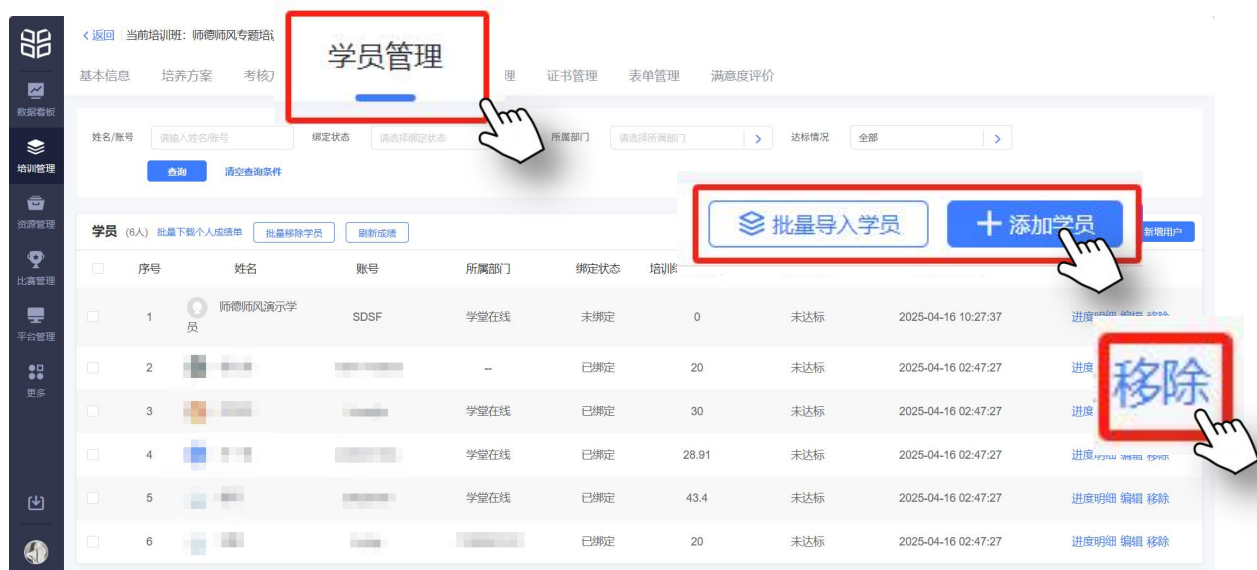 <返回 当前培训班：师德师风专题培
学员管理
基本信息 培养方案 考核 理 证书管理 表单管理 满意度评价
数据看板
培训管理
资源管理
比赛管理
平台管理
更多
姓名/账号 请输入姓名/账号 绑定状态 请选择绑定状态 所属部门 请选择所属部门 > 达标情况 全部 >
查询 清空查询条件
批量导入学员 + 添加学员
学员 (6人) 批量下载个人成绩单 批量移除学员 刷新成绩 新增用户
序号 姓名 账号 所属部门 绑定状态 培训
1 师德师风演示学员 SDSF 学堂在线 未绑定 0 未达标 2025-04-16 10:27:37 进度明细 编辑 移除
2 -- 已绑定 20 未达标 2025-04-16 02:47:27 进度
移除
3 学堂在线 已绑定 30 未达标 2025-04-16 02:47:27 进度
4 学堂在线 已绑定 28.91 未达标 2025-04-16 02:47:27 进度明细 编辑 移除
5 学堂在线 已绑定 43.4 未达标 2025-04-16 02:47:27 进度明细 编辑 移除
6 已绑定 20 未达标 2025-04-16 02:47:27 进度明细 编辑 移除